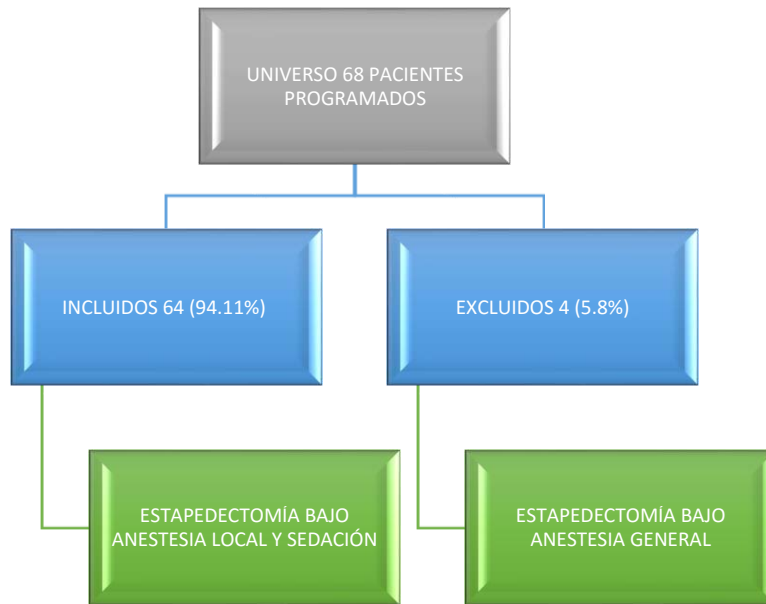 UNIVERSO 68 PACIENTES
PROGRAMADOS
INCLUIDOS 64 (94.11%)
EXCLUIDOS 4 (5.8%)
ESTAPEDECTOMÍA BAJO
ANESTESIA LOCAL Y SEDACIÓN
ESTAPEDECTOMÍA BAJO
ANESTESIA GENERAL